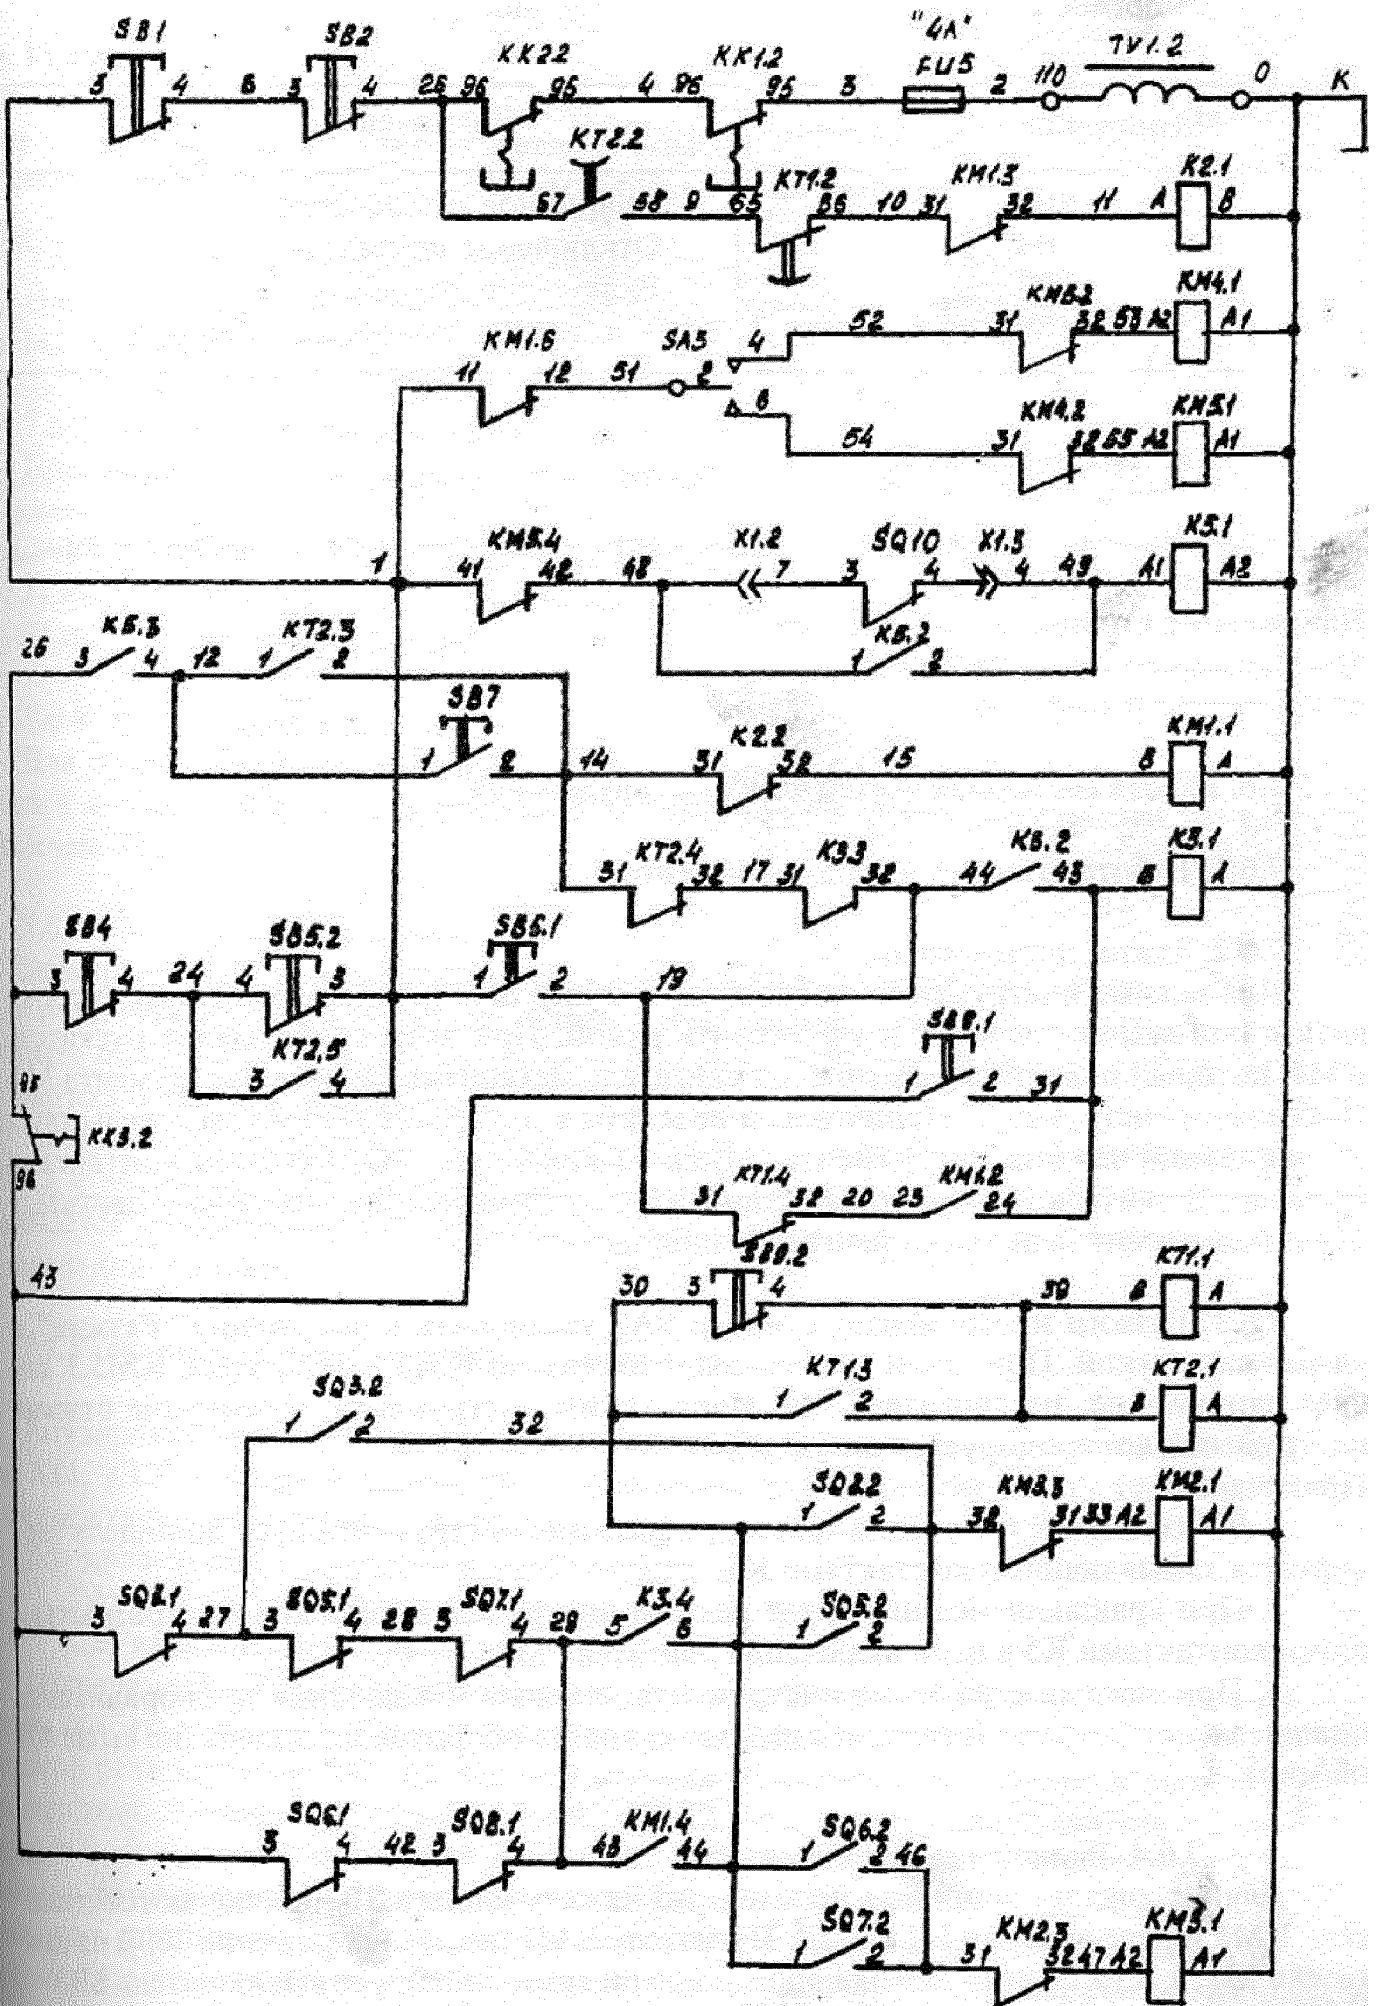 SB1 SB2 KK2.2 KK1.2 "4A" FU5 TV1.2
3 4 6 3 4 26 96 95 4 96 95 3 2 110 0 K
KT2.2 KT1.2 KM1.3 K2.1
67 68 9 65 66 10 31 32 11 A B
KM5.2 KM4.1
KM1.6 SA3 4 52 31 32 53 A2 A1
11 12 51 2
6 54 KM4.2 KM5.1
31 32 55 A2 A1
KM5.4 X1.2 SQ10 X1.3 K5.1
1 41 42 48 7 3 4 4 49 A1 A2
26 K5.3 KT2.3 K5.2
3 4 12 1 2 1 2
SB7 K2.2 KM1.1
1 2 14 31 32 15 B A
KT2.4 K3.3 K3.1
31 32 17 31 32 44 43 B A
SB4 SB5.2 SB6.1
3 4 24 4 3 1 2 19
KT2.5 SB8.1
3 4 1 2 31
95
KK3.2
96
KT1.4 KM1.2
31 32 20 23 24
43 KT1.1
30 3 4 39 B A
SQ3.2 KT1.3 KT2.1
1 2 32 1 2 B A
SQ2.2 KM3.3 KM2.1
1 2 32 31 33 A2 A1
SQ5.1 SQ7.1 K3.4 SQ5.2
3 4 27 3 4 28 3 4 29 5 6 1 2
SQ6.1 SQ8.1 KM1.4 SQ6.2
3 4 42 3 4 43 44 1 2 46
SQ7.2 KM2.3 KM3.1
1 2 31 32 47 A2 A1